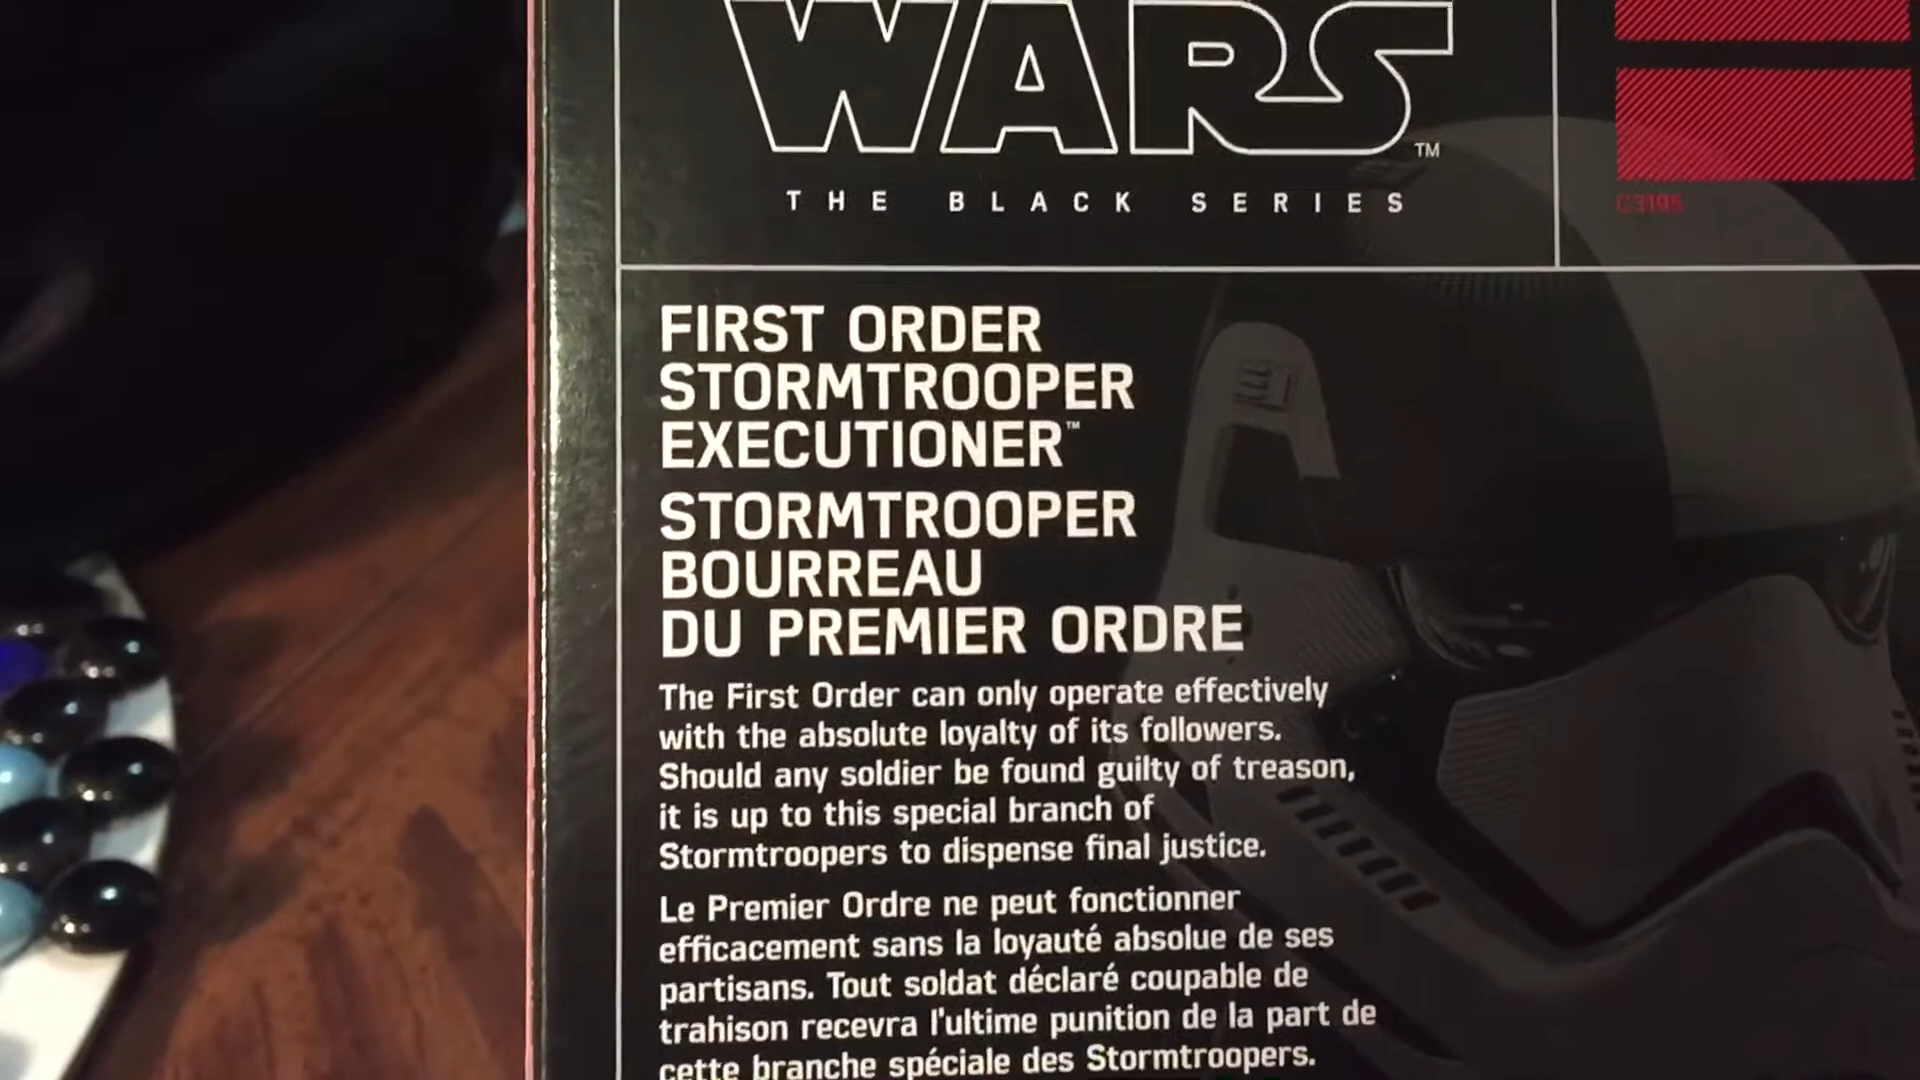 WARS™
THE BLACK SERIES
C3195
FIRST ORDER
STORMTROOPER
EXECUTIONER™
STORMTROOPER
BOURREAU
DU PREMIER ORDRE
The First Order can only operate effectively
with the absolute loyalty of its followers.
Should any soldier be found guilty of treason,
it is up to this special branch of
Stormtroopers to dispense final justice.
Le Premier Ordre ne peut fonctionner
efficacement sans la loyauté absolue de ses
partisans. Tout soldat déclaré coupable de
trahison recevra l'ultime punition de la part de
cette branche spéciale des Stormtroopers.